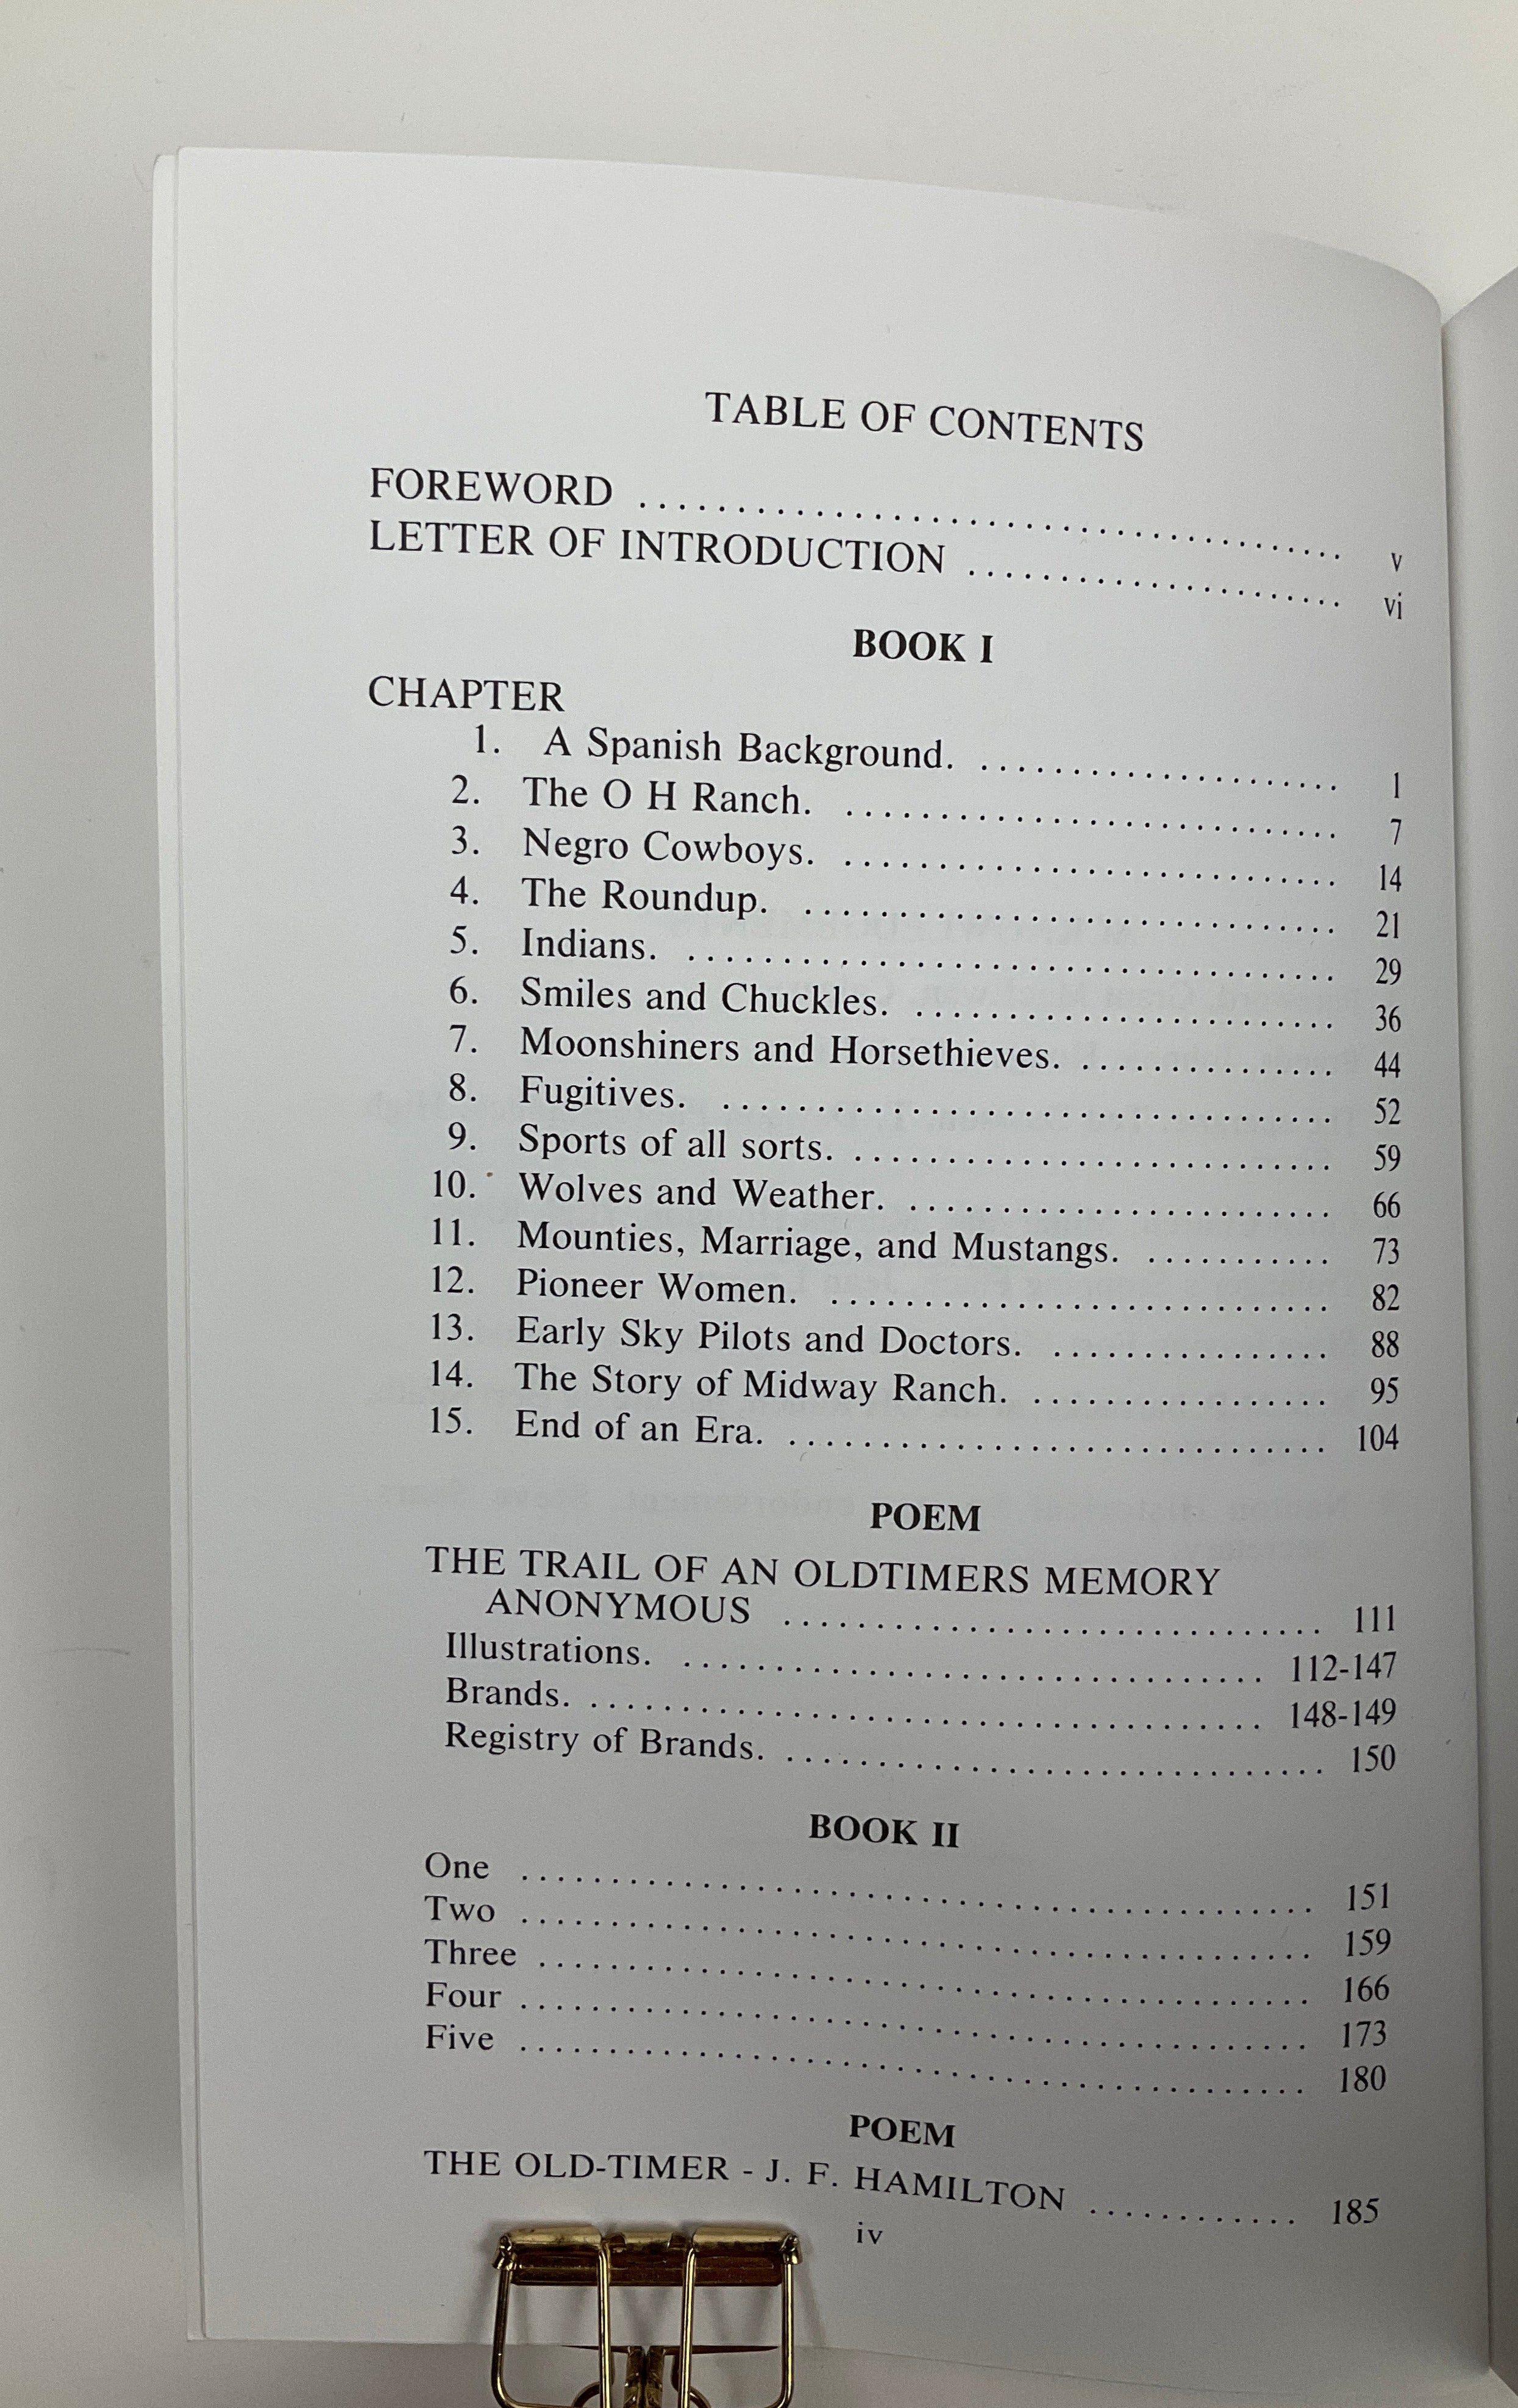 TABLE OF CONTENTS
FOREWORD .................................... v
LETTER OF INTRODUCTION .................... vi
BOOK I
CHAPTER
1. A Spanish Background. .................... 1
2. The O H Ranch. .......................... 7
3. Negro Cowboys. .......................... 14
4. The Roundup. ............................ 21
5. Indians. .................................. 29
6. Smiles and Chuckles. ....................... 36
7. Moonshiners and Horsethieves. .............. 44
8. Fugitives. ................................ 52
9. Sports of all sorts. .......................... 59
10. Wolves and Weather. ....................... 66
11. Mounties, Marriage, and Mustangs. ........... 73
12. Pioneer Women. ........................... 82
13. Early Sky Pilots and Doctors. ............... 88
14. The Story of Midway Ranch. ................ 95
15. End of an Era. ............................. 104
POEM
THE TRAIL OF AN OLDTIMERS MEMORY
ANONYMOUS ............................. 111
Illustrations. ............................... 112-147
Brands. ..................................... 148-149
Registry of Brands. ............................. 150
BOOK II
One .......................................... 151
Two .......................................... 159
Three ......................................... 166
Four .......................................... 173
Five .......................................... 180
POEM
THE OLD-TIMER - J. F. HAMILTON ............ 185
iv